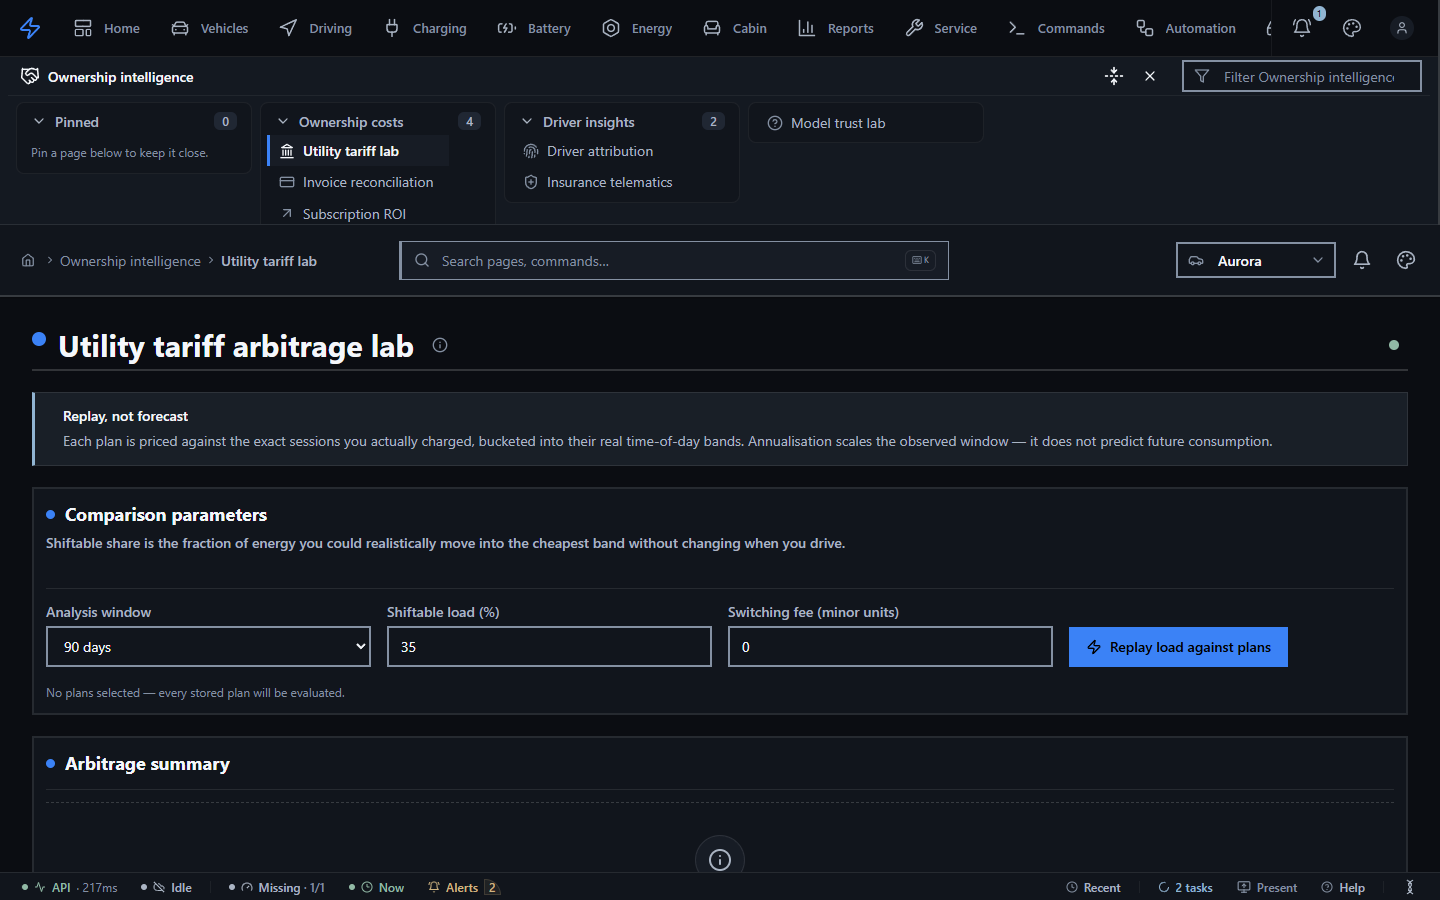 Home
Vehicles
Driving
Charging
Battery
Energy
Cabin
Reports
Service
Commands
Automation
1
Ownership intelligence
Filter Ownership intelligence
Pinned
0
Pin a page below to keep it close.
Ownership costs
4
Utility tariff lab
Invoice reconciliation
Subscription ROI
Driver insights
2
Driver attribution
Insurance telematics
Model trust lab
Ownership intelligence
Utility tariff lab
Search pages, commands...
K
Aurora
Utility tariff arbitrage lab
Replay, not forecast
Each plan is priced against the exact sessions you actually charged, bucketed into their real time-of-day bands. Annualisation scales the observed window — it does not predict future consumption.
Comparison parameters
Shiftable share is the fraction of energy you could realistically move into the cheapest band without changing when you drive.
Analysis window
90 days
Shiftable load (%)
35
Switching fee (minor units)
0
Replay load against plans
No plans selected — every stored plan will be evaluated.
Arbitrage summary
API · 217ms
Idle
Missing · 1/1
Now
Alerts 2
Recent
2 tasks
Present
Help